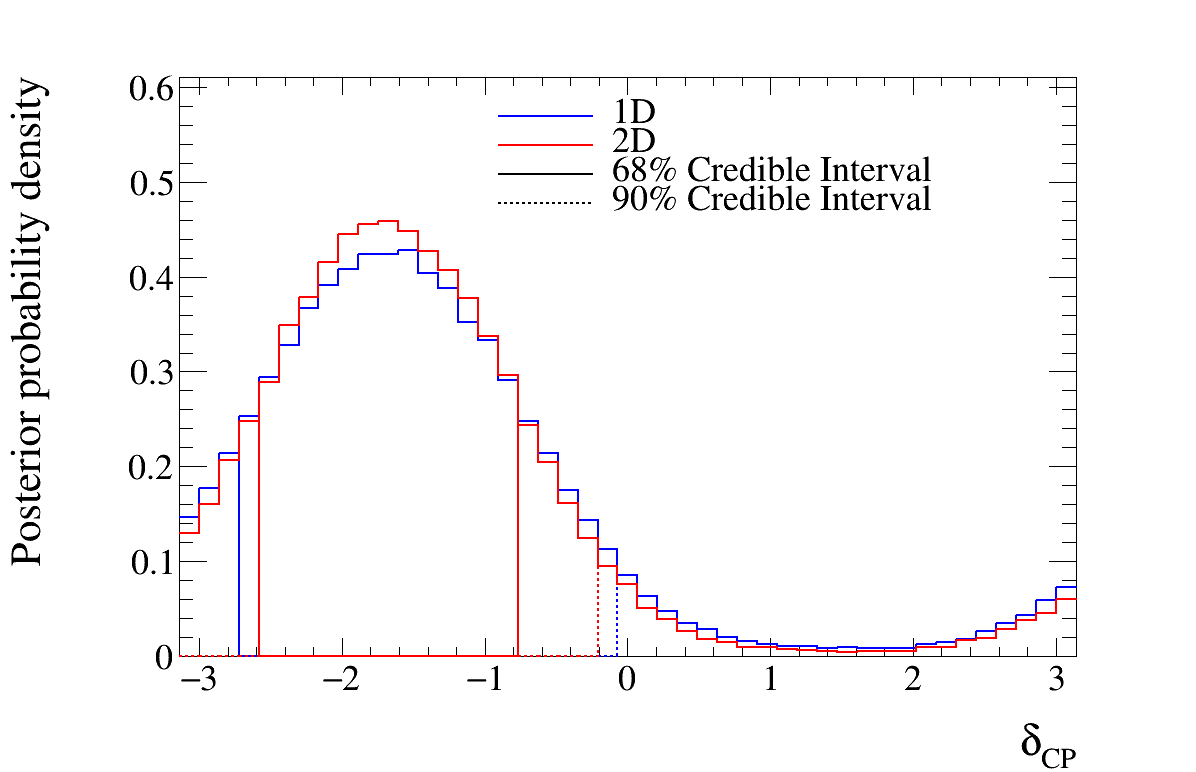 Posterior probability density
0.6
0.5
0.4
0.3
0.2
0.1
0
1D
2D
68% Credible Interval
90% Credible Interval
−3 −2 −1 0 1 2 3
δCP